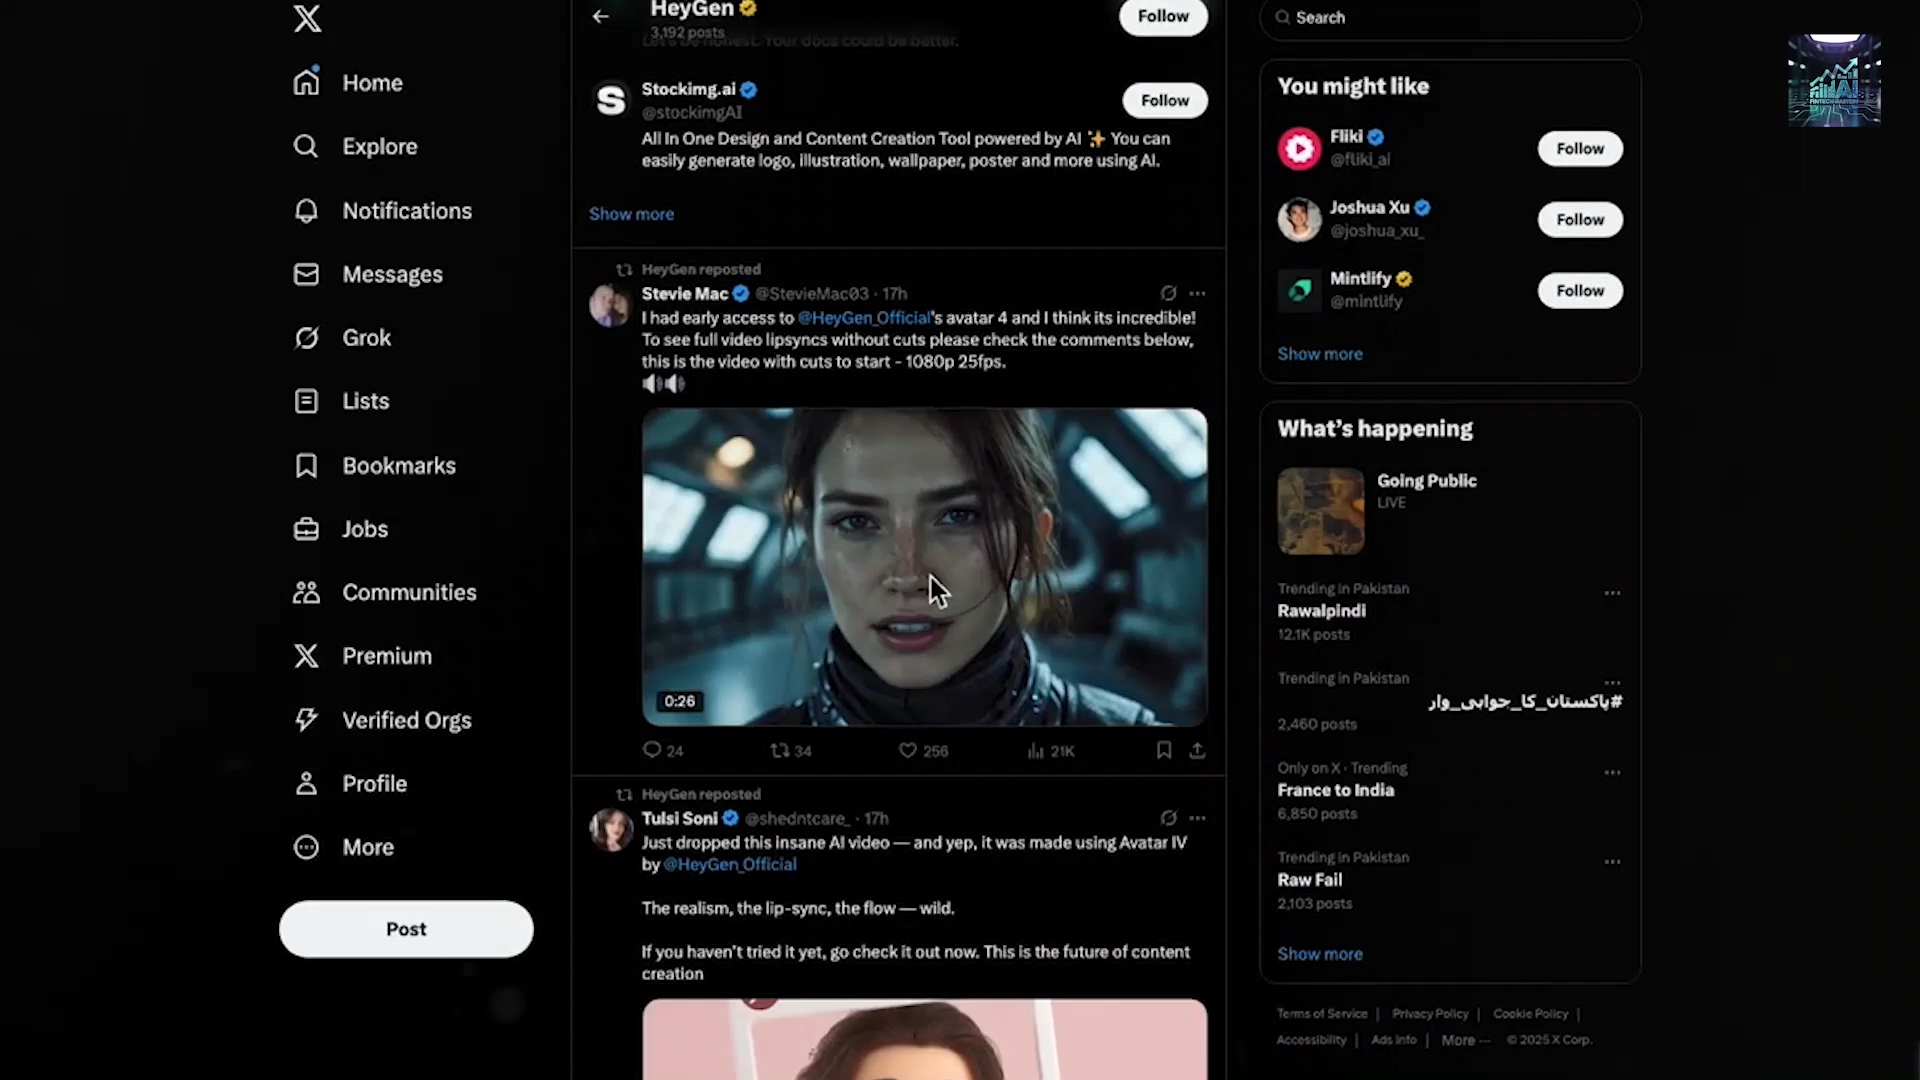 Home
Explore
Notifications
Messages
Grok
Lists
Bookmarks
Jobs
Communities
Premium
Verified Orgs
Profile
More
Post
HeyGen
3,192 posts
Follow
Let's be honest. Your docs could be better.
Stockimg.ai
@stockimgAI
Follow
All In One Design and Content Creation Tool powered by AI ✨ You can
easily generate logo, illustration, wallpaper, poster and more using AI.
Show more
HeyGen reposted
Stevie Mac @StevieMac03 · 17h
I had early access to @HeyGen_Official's avatar 4 and I think its incredible!
To see full video lipsyncs without cuts please check the comments below,
this is the video with cuts to start - 1080p 25fps.
🔊🔊
0:26
24 34 256 21K
HeyGen reposted
Tulsi Soni @shedntcare_ · 17h
Just dropped this insane AI video — and yep, it was made using Avatar IV
by @HeyGen_Official
The realism, the lip-sync, the flow — wild.
If you haven't tried it yet, go check it out now. This is the future of content
creation
Search
You might like
Fliki
@fliki_ai
Follow
Joshua Xu
@joshua_xu_
Follow
Mintlify
@mintlify
Follow
Show more
What's happening
Going Public
LIVE
Trending in Pakistan
Rawalpindi
12.1K posts
Trending in Pakistan
#پاکستان_کا_جوابی_وار
2,460 posts
Only on X · Trending
France to India
6,850 posts
Trending in Pakistan
Raw Fail
2,103 posts
Show more
Terms of Service | Privacy Policy | Cookie Policy |
Accessibility | Ads info | More ··· © 2025 X Corp.
AI
FINTECH MASTERY